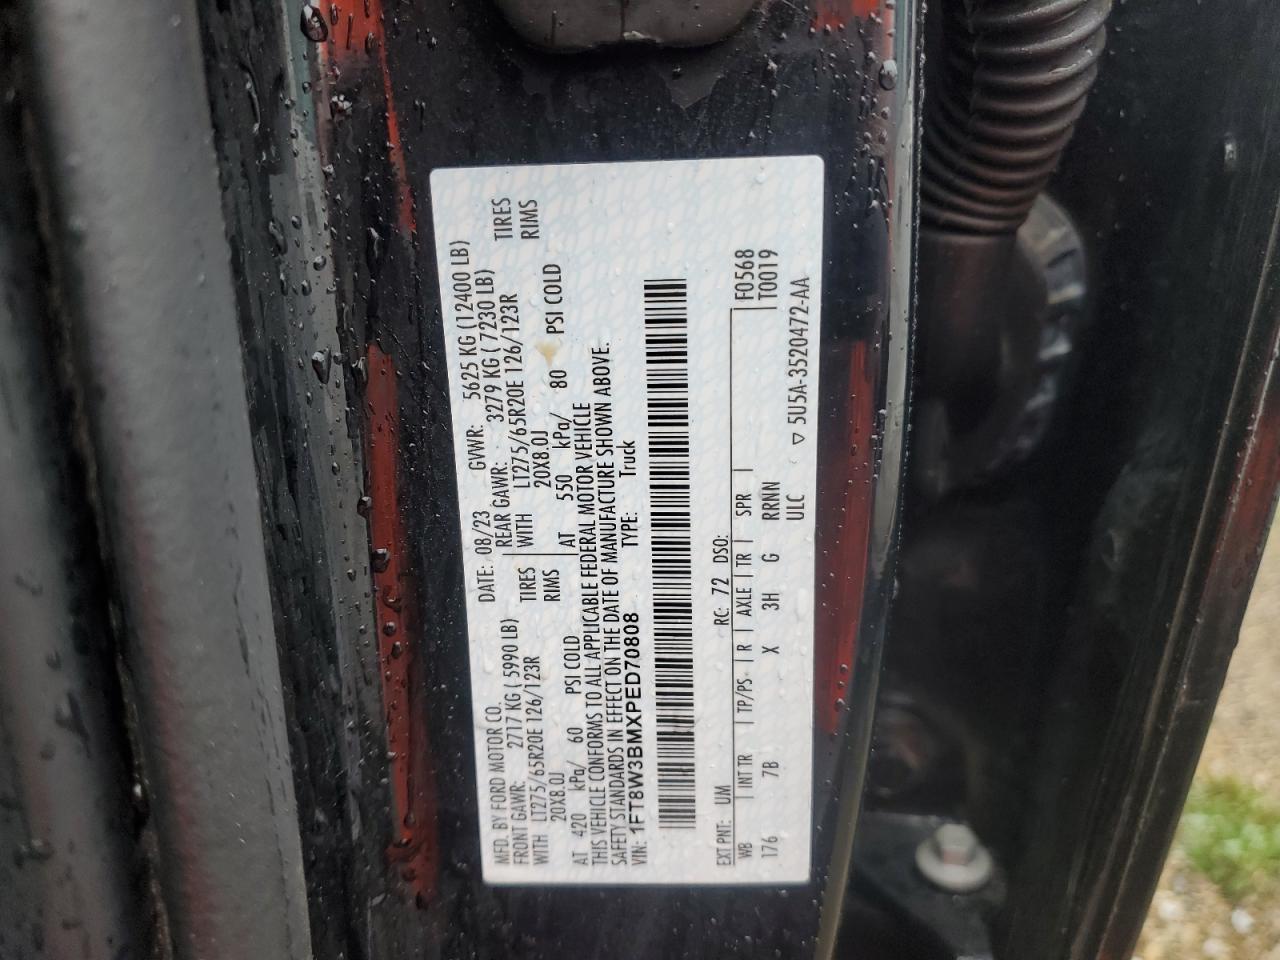 MFD. BY FORD MOTOR CO. DATE: 08/23 GVWR: 5625 KG (12400 LB)
FRONT GAWR: 2717 KG ( 5990 LB) REAR GAWR: 3279 KG ( 7230 LB)
WITH LT275/65R20E 126/123R TIRES WITH LT275/65R20E 126/123R TIRES
20X8.0J RIMS 20X8.0J RIMS
AT 420 kPa/ 60 PSI COLD AT 550 kPa/ 80 PSI COLD
THIS VEHICLE CONFORMS TO ALL APPLICABLE FEDERAL MOTOR VEHICLE
SAFETY STANDARDS IN EFFECT ON THE DATE OF MANUFACTURE SHOWN ABOVE.
VIN: 1FT8W3BMXPED70808 TYPE: Truck
EXT PNT: UM RC: 72 DSO:
WB INT TR TP/PS R AXLE TR SPR F0568
176 7B X 3H G RRNN T0019
ULC ▽ 5U5A-3520472-AA